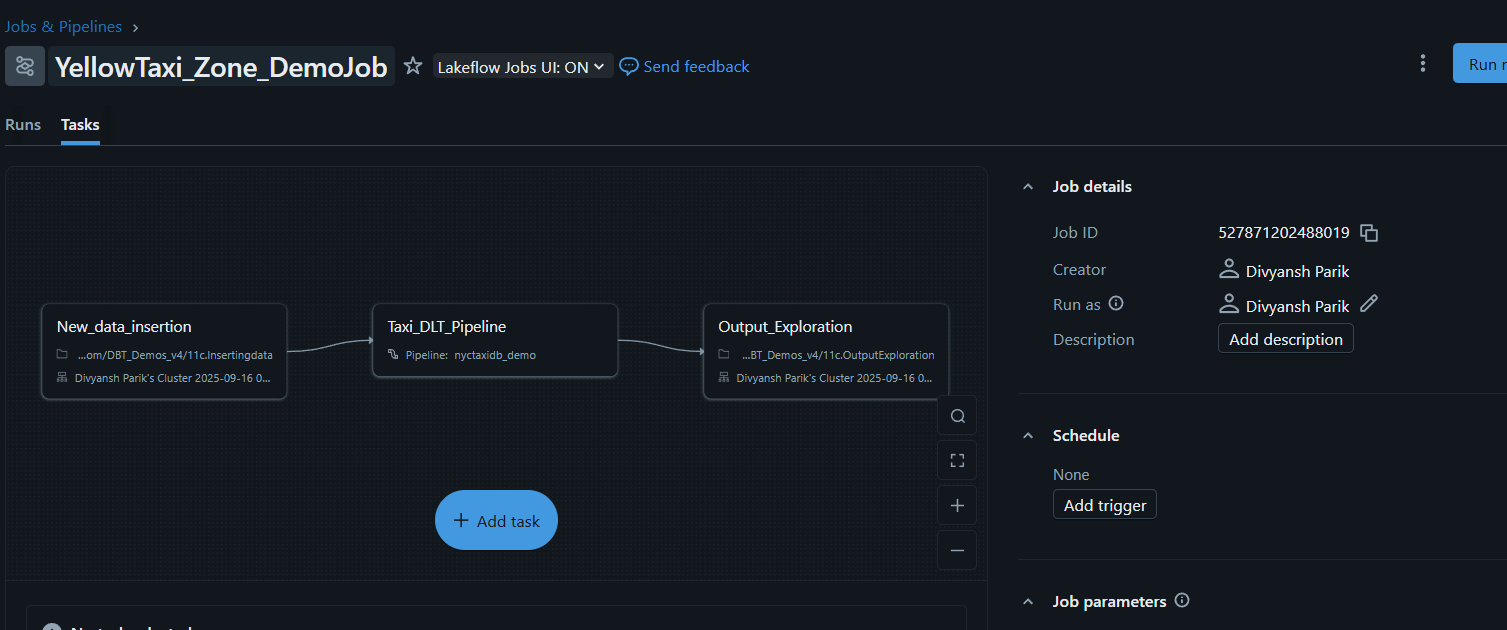 Jobs & Pipelines
YellowTaxi_Zone_DemoJob
Lakeflow Jobs UI: ON
Send feedback
Run
Runs
Tasks
New_data_insertion
...om/DBT_Demos_v4/11c.Insertingdata
Divyansh Parik's Cluster 2025-09-16 0...
Taxi_DLT_Pipeline
Pipeline: nyctaxidb_demo
Output_Exploration
...BT_Demos_v4/11c.OutputExploration
Divyansh Parik's Cluster 2025-09-16 0...
Add task
Job details
Job ID 527871202488019
Creator Divyansh Parik
Run as Divyansh Parik
Description Add description
Schedule
None
Add trigger
Job parameters